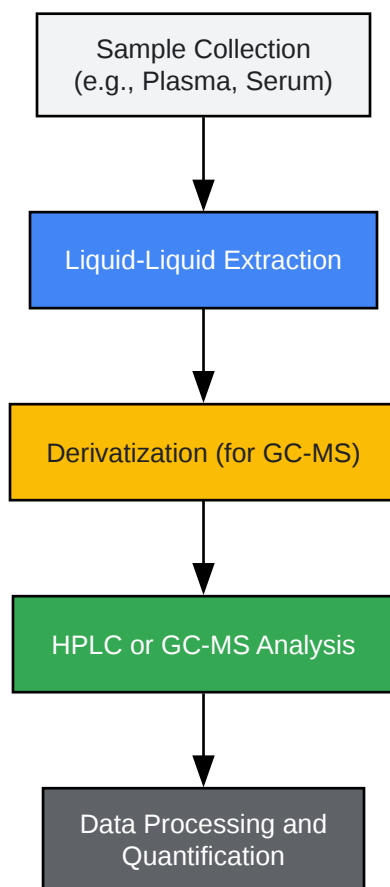 Sample Collection
(e.g., Plasma, Serum)
Liquid-Liquid Extraction
Derivatization (for GC-MS)
HPLC or GC-MS Analysis
Data Processing and
Quantification